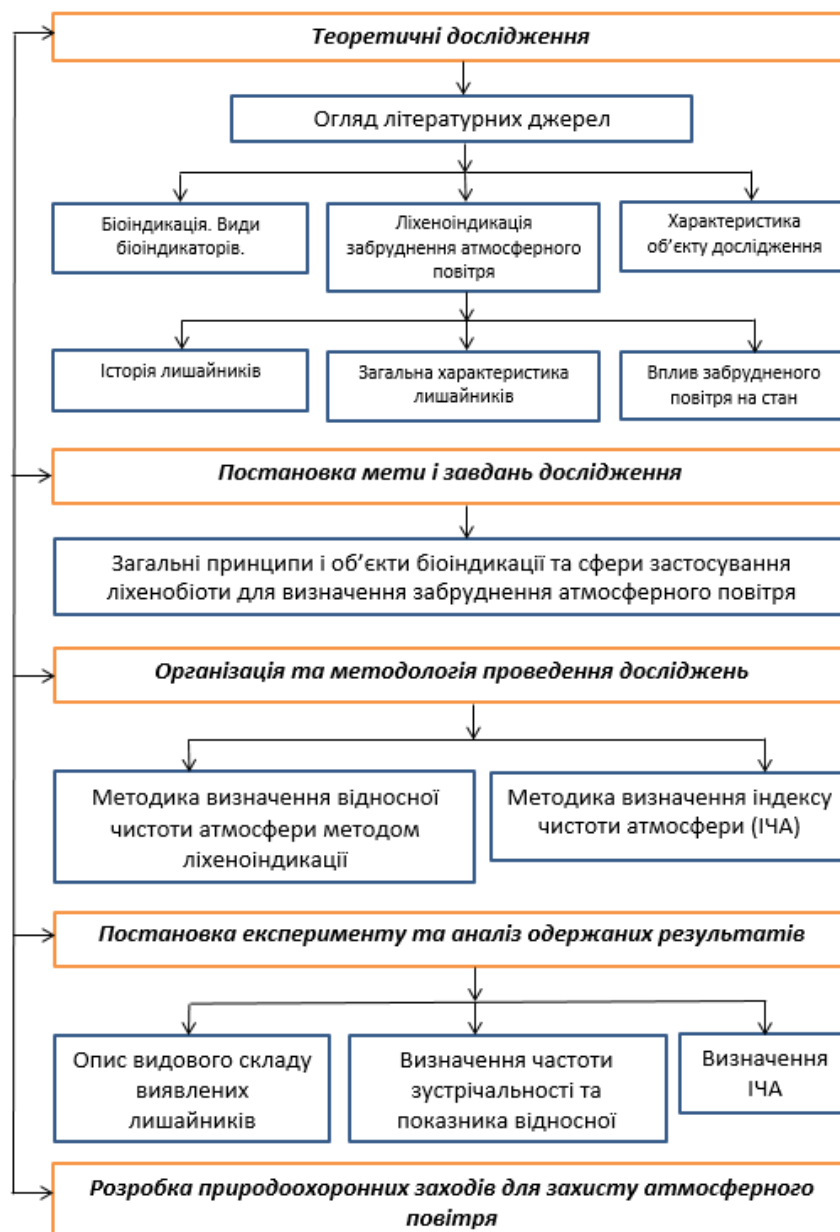 Теоретичні дослідження
Огляд літературних джерел
Біоіндикація. Види
біоіндикаторів.
Ліхеноіндикація
забруднення атмосферного
повітря
Характеристика
об’єкту дослідження
Історія лишайників
Загальна характеристика
лишайників
Вплив забрудненого
повітря на стан
Постановка мети і завдань дослідження
Загальні принципи і об’єкти біоіндикації та сфери застосування
ліхенобіоти для визначення забруднення атмосферного повітря
Організація та методологія проведення досліджень
Методика визначення відносної
чистоти атмосфери методом
ліхеноіндикації
Методика визначення індексу
чистоти атмосфери (ІЧА)
Постановка експерименту та аналіз одержаних результатів
Опис видового складу
виявлених
лишайників
Визначення частоти
зустрічальності та
показника відносної
Визначення
ІЧА
Розробка природоохоронних заходів для захисту атмосферного
повітря